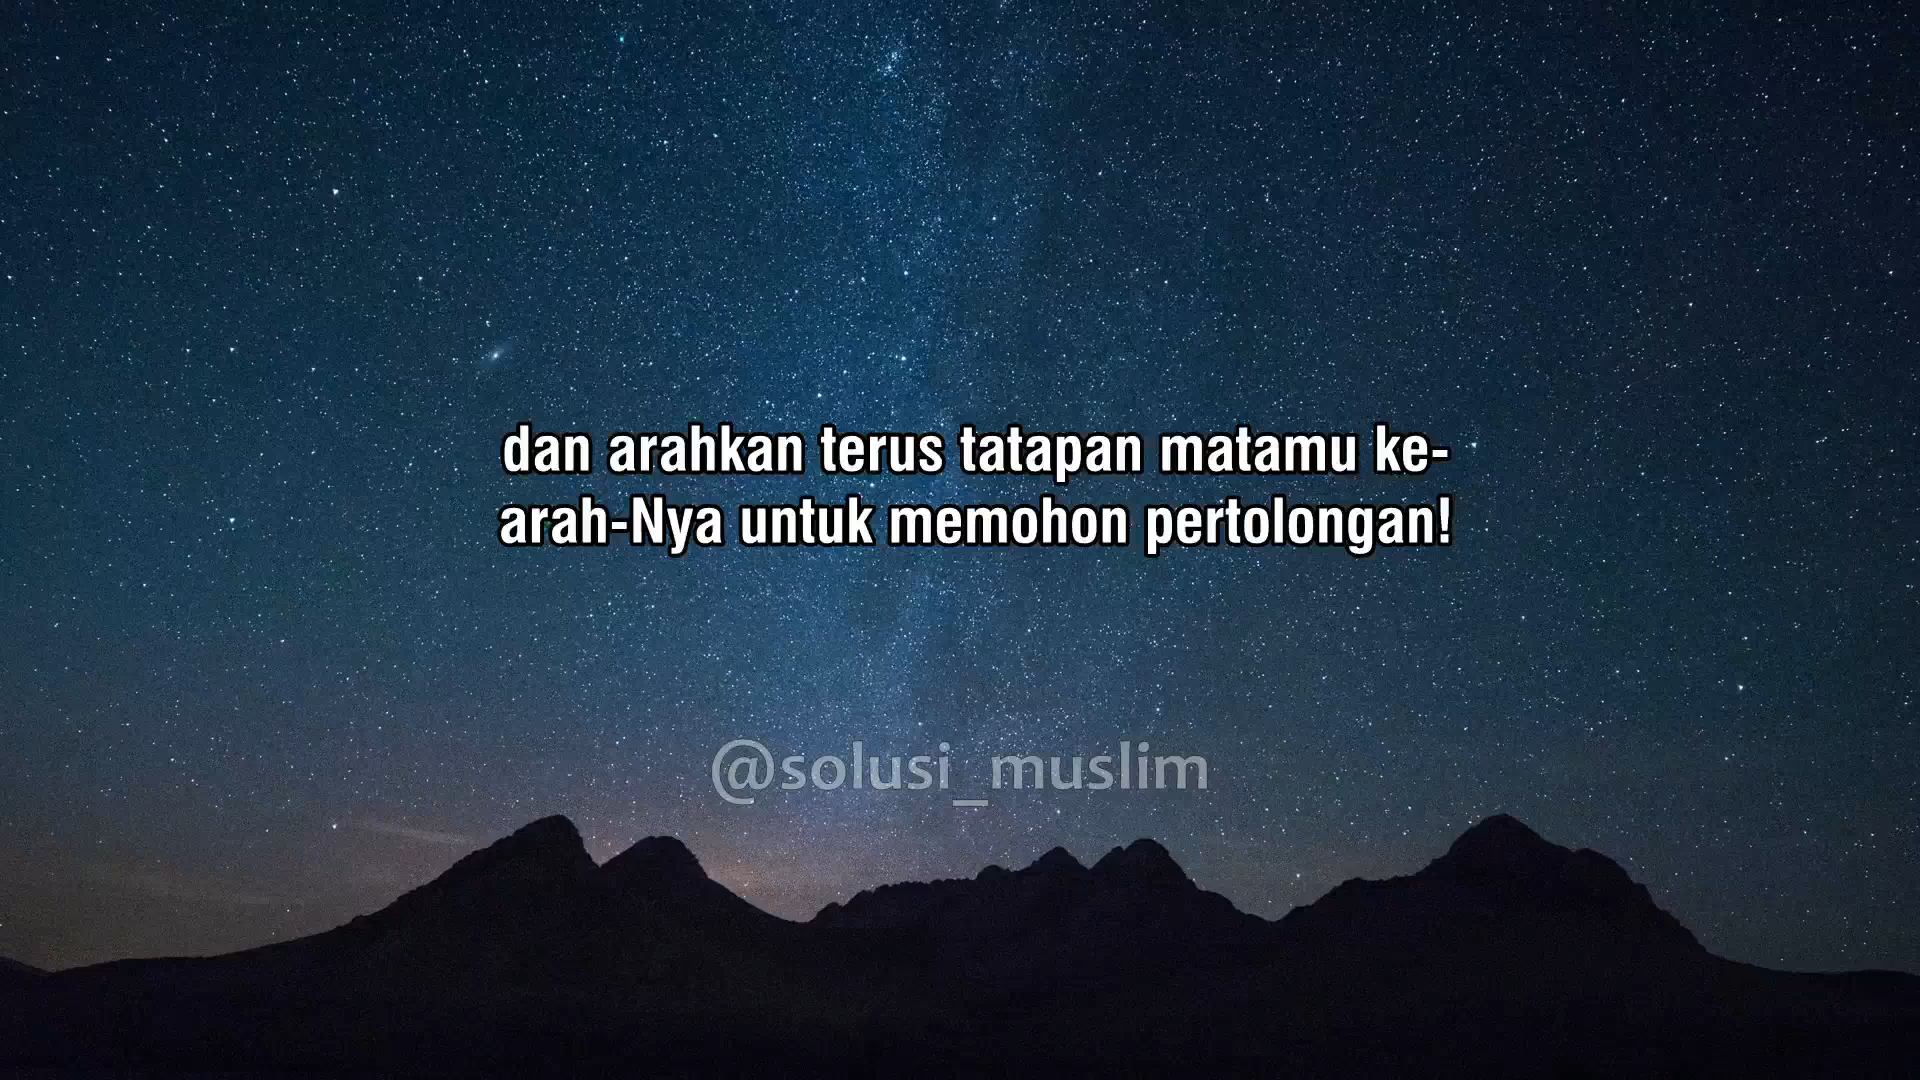 dan arahkan terus tatapan matamu ke-
arah-Nya untuk memohon pertolongan!
@solusi_muslim